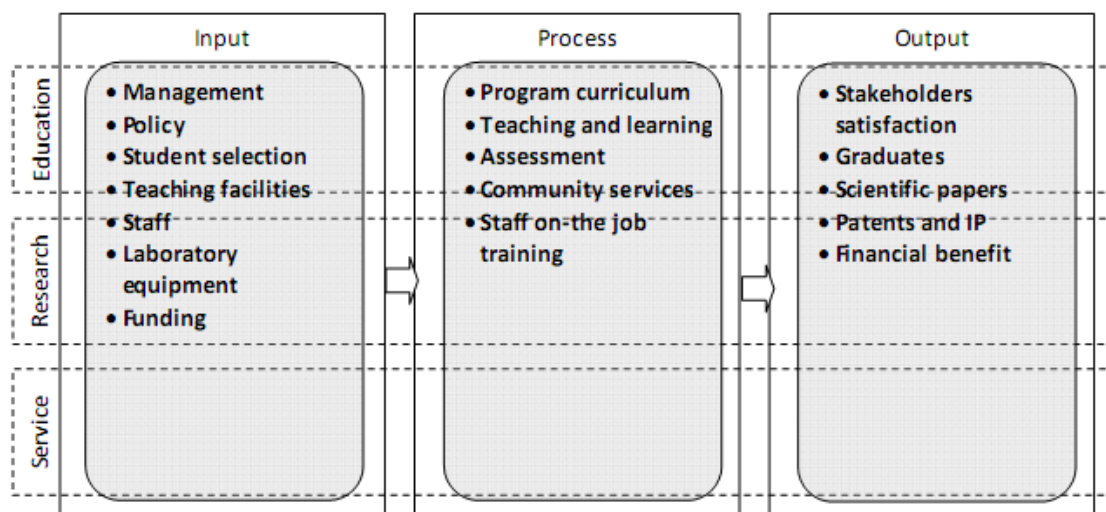 Input
Process
Output
Education
Research
Service
• Management
• Policy
• Student selection
• Teaching facilities
• Staff
• Laboratory
equipment
• Funding
• Program curriculum
• Teaching and learning
• Assessment
• Community services
• Staff on-the job
training
• Stakeholders
satisfaction
• Graduates
• Scientific papers
• Patents and IP
• Financial benefit